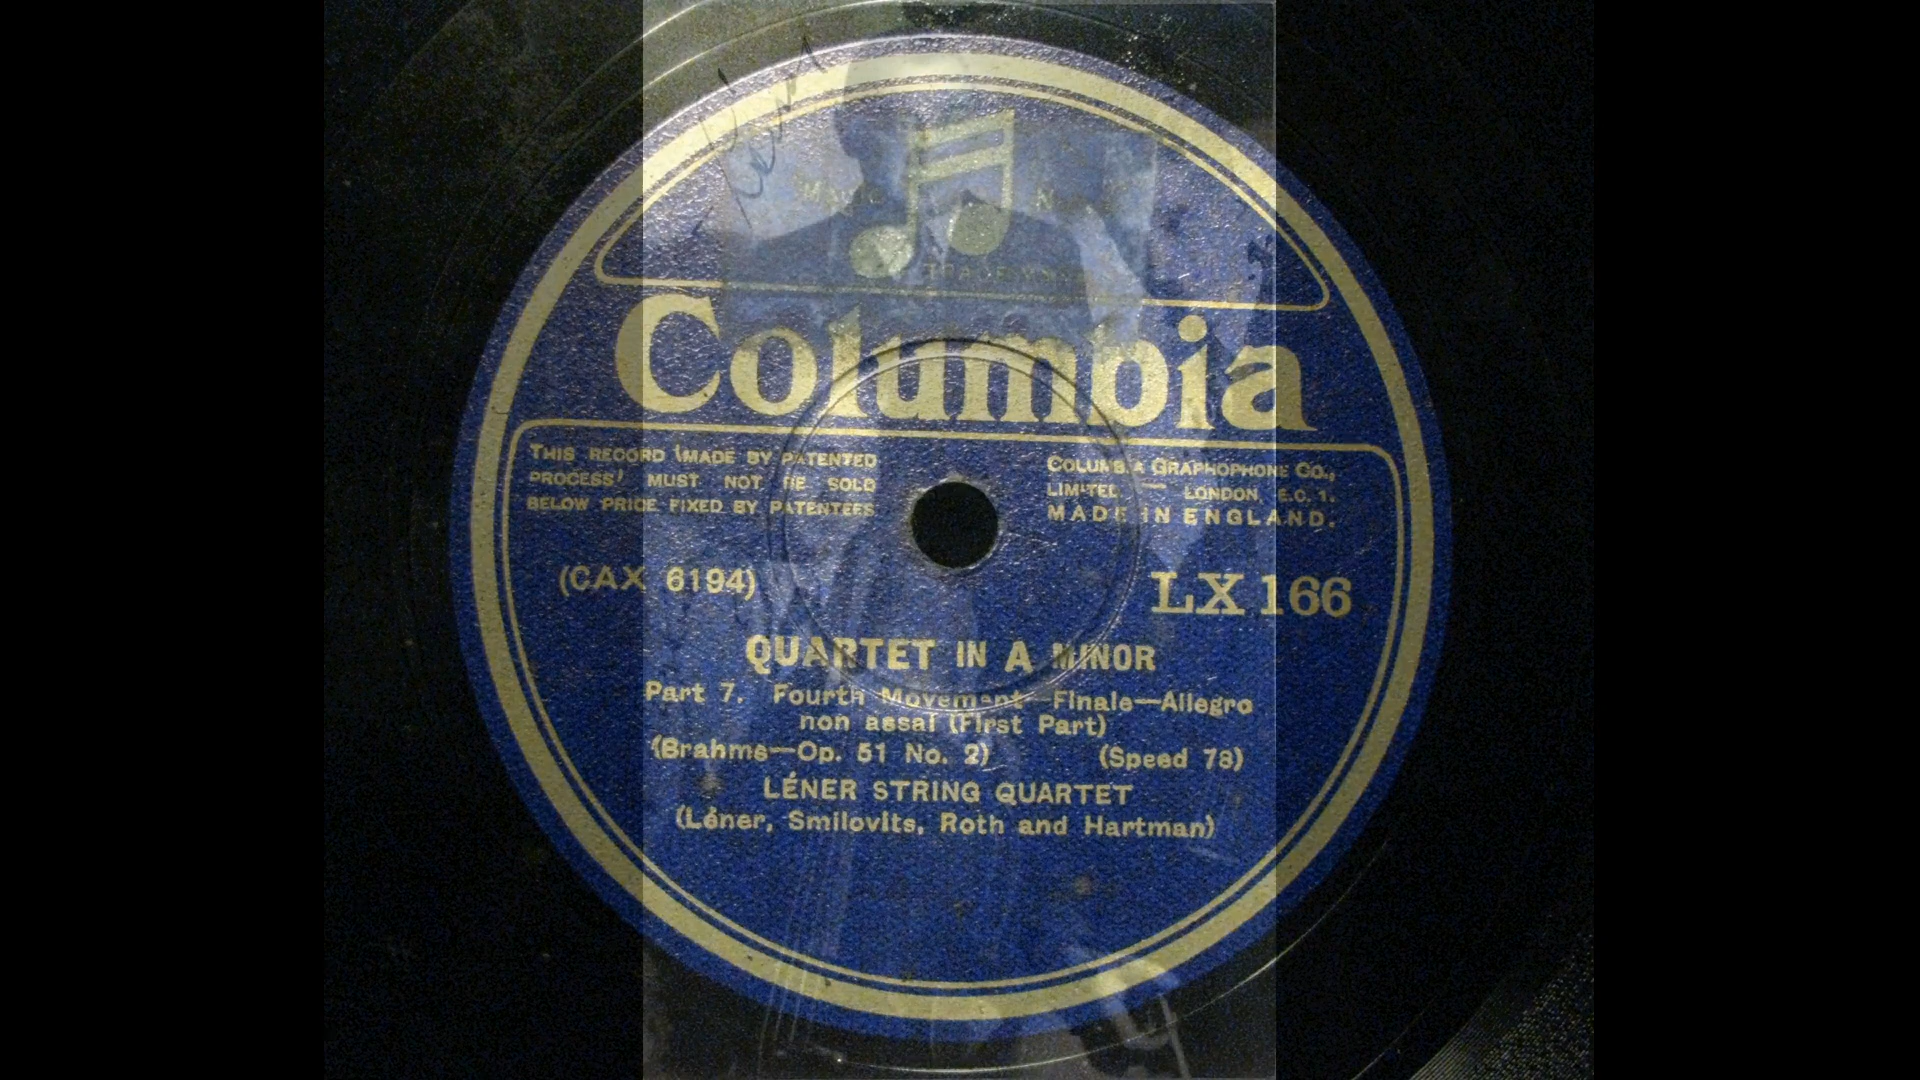 TRADE MARK
Columbia
THIS RECORD (MADE BY PATENTED
PROCESS) MUST NOT BE SOLD
BELOW PRICE FIXED BY PATENTEES
COLUMBIA GRAPHOPHONE CO.,
LIMITED — LONDON, E.C. 1.
MADE IN ENGLAND.
(CAX 6194)
LX 166
QUARTET IN A MINOR
Part 7. Fourth Movement—Finale—Allegro
non assai (First Part)
(Brahms—Op. 51 No. 2) (Speed 78)
LÉNER STRING QUARTET
(Léner, Smilovits, Roth and Hartman)